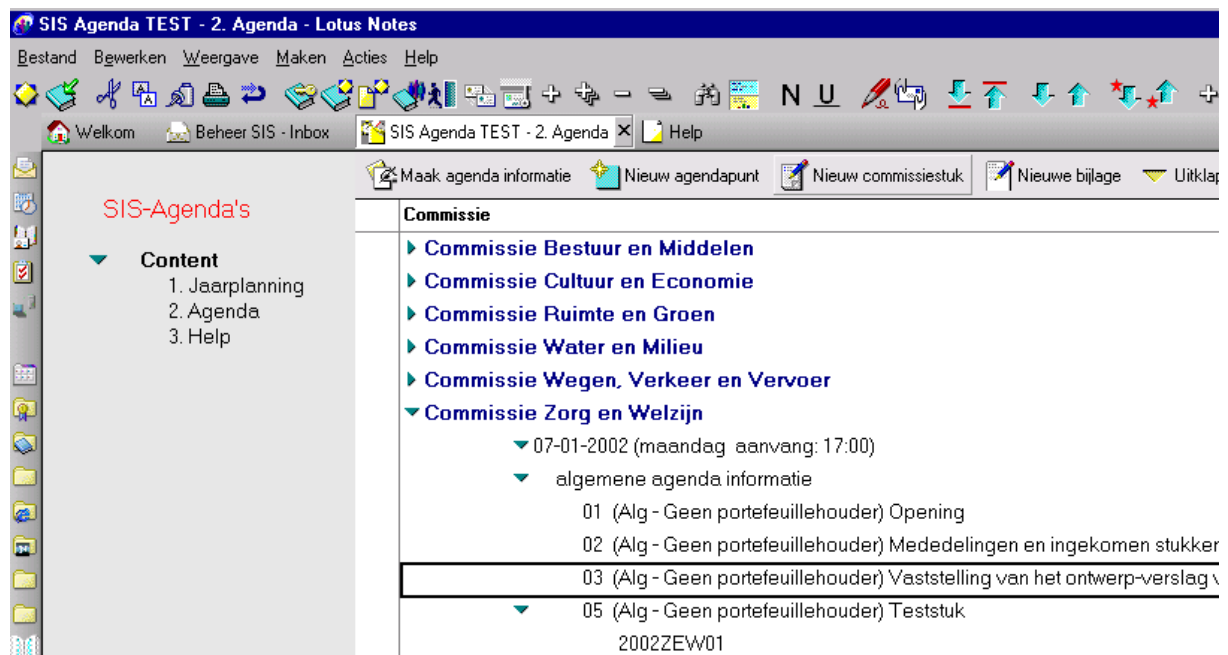 SIS Agenda TEST - 2. Agenda - Lotus Notes
Bestand Bewerken Weergave Maken Acties Help
N U
Welkom Beheer SIS - Inbox SIS Agenda TEST - 2. Agenda Help
Maak agenda informatie Nieuw agendapunt Nieuw commissiestuk Nieuwe bijlage Uitklap
SIS-Agenda's
Content
1. Jaarplanning
2. Agenda
3. Help
Commissie
Commissie Bestuur en Middelen
Commissie Cultuur en Economie
Commissie Ruimte en Groen
Commissie Water en Milieu
Commissie Wegen, Verkeer en Vervoer
Commissie Zorg en Welzijn
07-01-2002 (maandag aanvang: 17:00)
algemene agenda informatie
01 (Alg - Geen portefeuillehouder) Opening
02 (Alg - Geen portefeuillehouder) Mededelingen en ingekomen stukken
03 (Alg - Geen portefeuillehouder) Vaststelling van het ontwerp-verslag v
05 (Alg - Geen portefeuillehouder) Teststuk
2002ZEW01